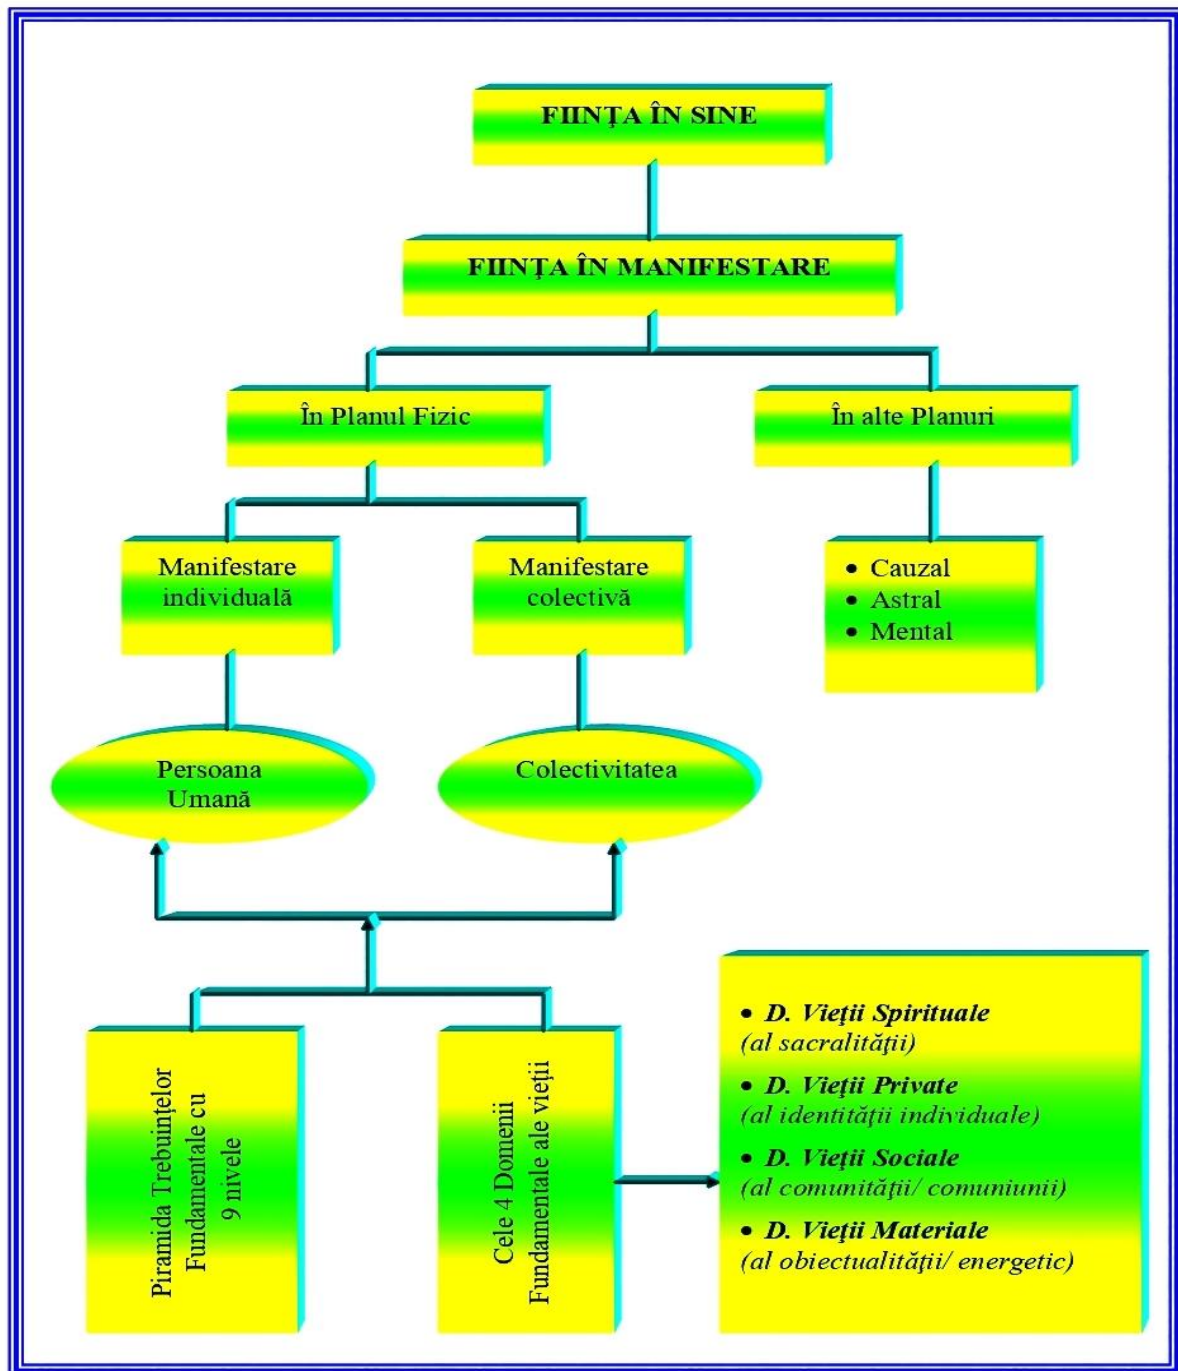 FIINŢA ÎN SINE
FIINŢA ÎN MANIFESTARE
În Planul Fizic
În alte Planuri
Manifestare
individuală
Manifestare
colectivă
• Cauzal
• Astral
• Mental
Persoana
Umană
Colectivitatea
Piramida Trebuinţelor
Fundamentale cu
9 nivele
Cele 4 Domenii
Fundamentale ale vieţii
• D. Vieţii Spirituale
(al sacralităţii)
• D. Vieţii Private
(al identităţii individuale)
• D. Vieţii Sociale
(al comunităţii/ comuniunii)
• D. Vieţii Materiale
(al obiectualităţii/ energetic)